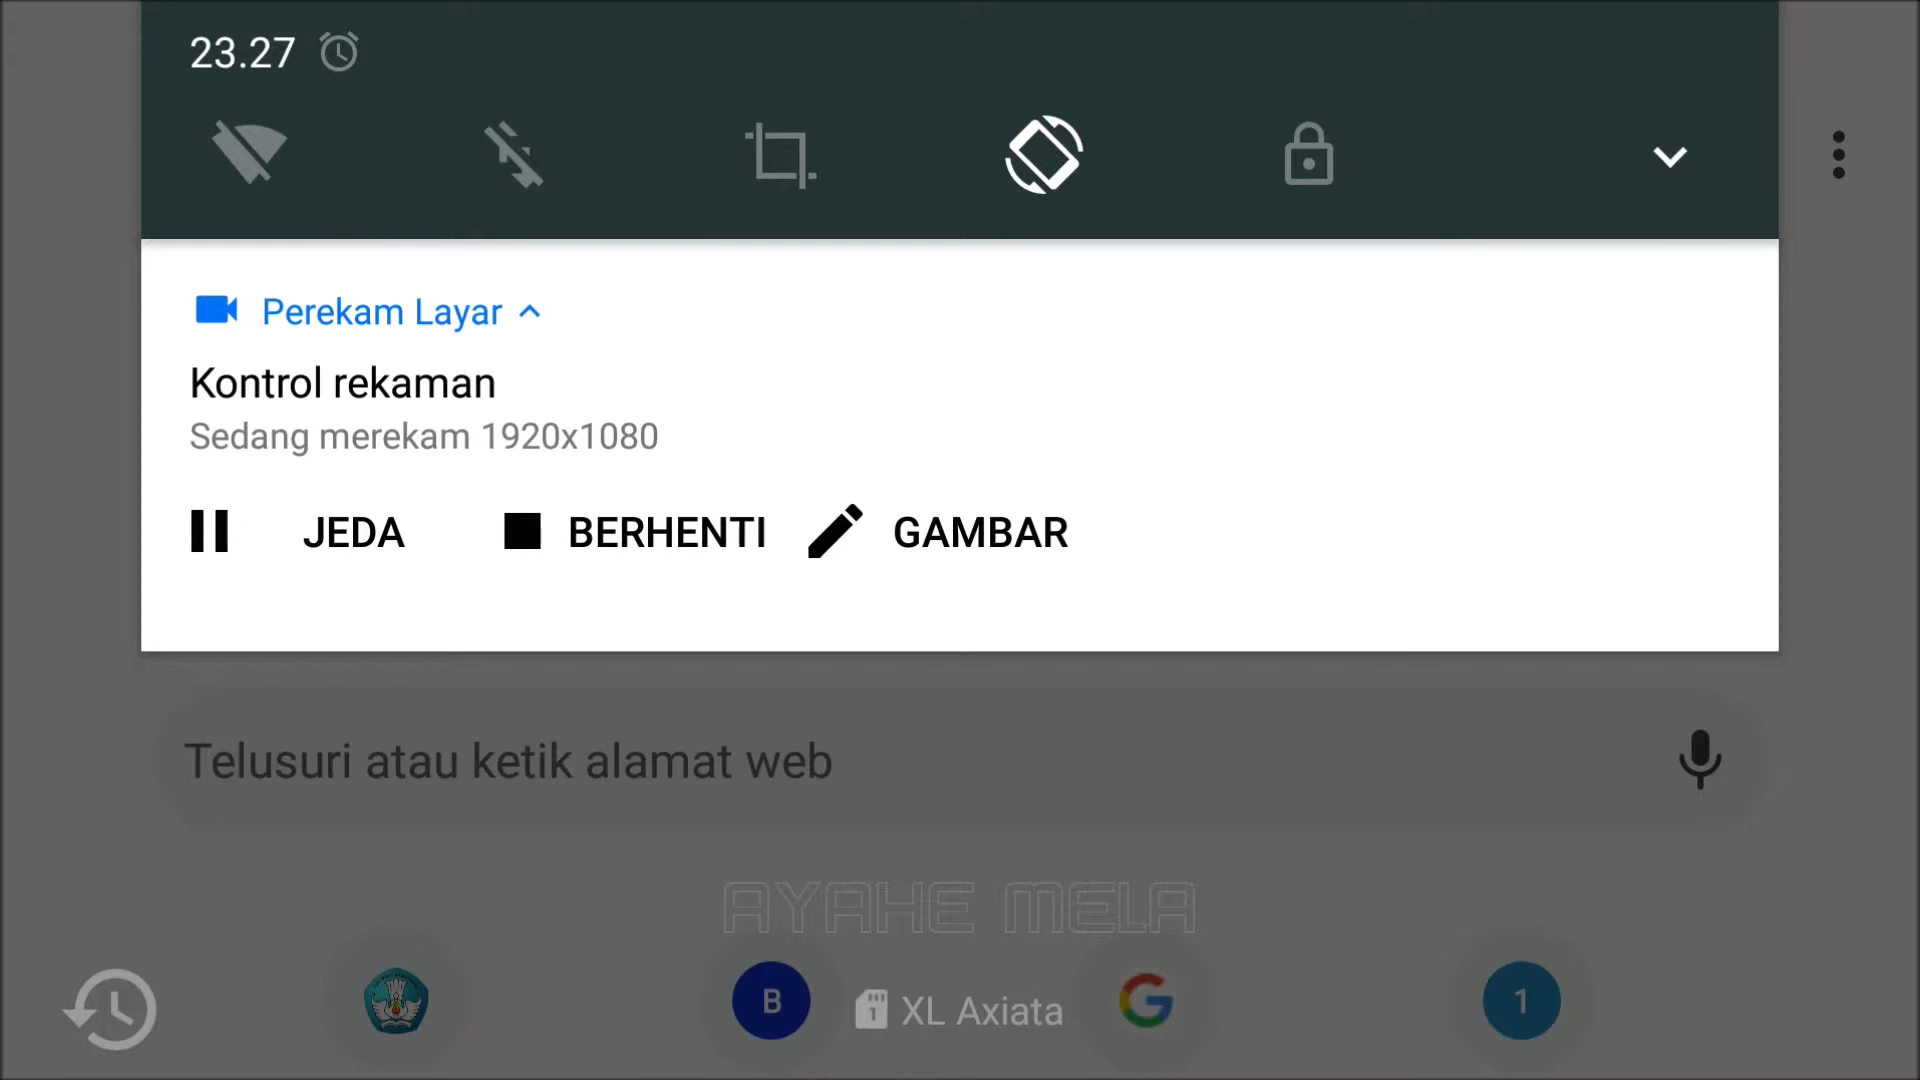 23.27
Perekam Layar
Kontrol rekaman
Sedang merekam 1920x1080
JEDA BERHENTI GAMBAR
Telusuri atau ketik alamat web
AYAHE MELA
B 1 XL Axiata G 1